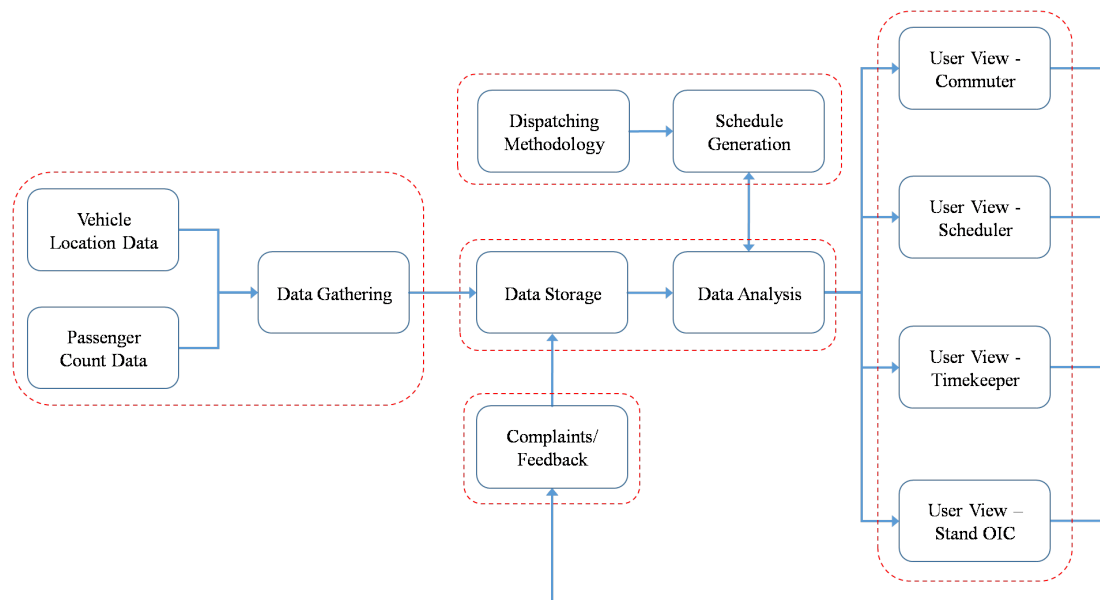 Vehicle
Location Data
Passenger
Count Data
Data Gathering
Dispatching
Methodology
Schedule
Generation
Data Storage
Data Analysis
Complaints/
Feedback
User View -
Commuter
User View -
Scheduler
User View -
Timekeeper
User View –
Stand OIC